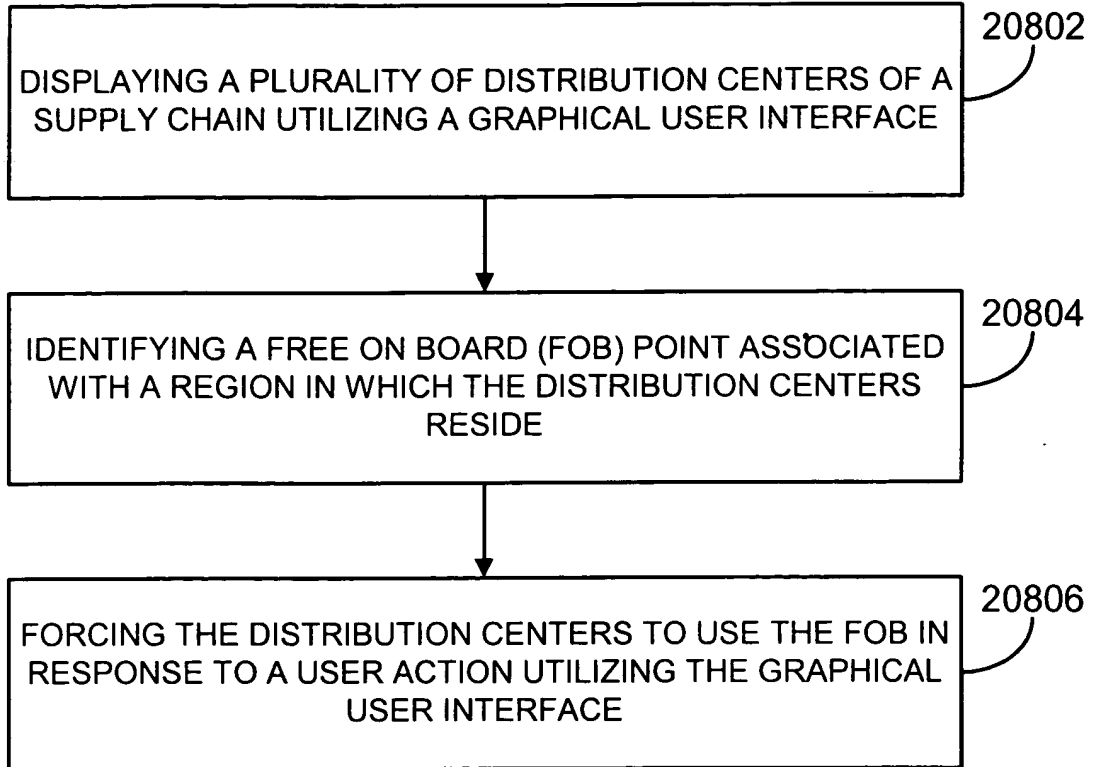 20802
DISPLAYING A PLURALITY OF DISTRIBUTION CENTERS OF A
SUPPLY CHAIN UTILIZING A GRAPHICAL USER INTERFACE
20804
IDENTIFYING A FREE ON BOARD (FOB) POINT ASSOCIATED
WITH A REGION IN WHICH THE DISTRIBUTION CENTERS
RESIDE
20806
FORCING THE DISTRIBUTION CENTERS TO USE THE FOB IN
RESPONSE TO A USER ACTION UTILIZING THE GRAPHICAL
USER INTERFACE